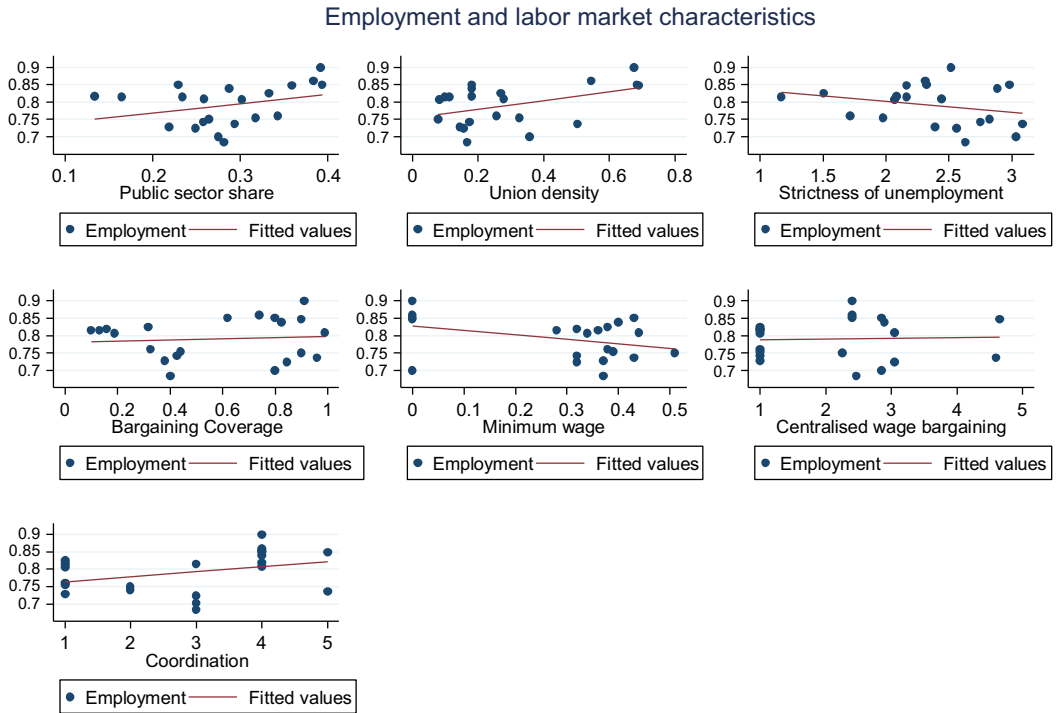 Employment and labor market characteristics
0.9
0.85
0.8
0.75
0.7
0.1 0.2 0.3 0.4
Public sector share
Employment Fitted values
0.9
0.85
0.8
0.75
0.7
0 0.2 0.4 0.6 0.8
Union density
Employment Fitted values
0.9
0.85
0.8
0.75
0.7
1 1.5 2 2.5 3
Strictness of unemployment
Employment Fitted values
0.9
0.85
0.8
0.75
0.7
0 0.2 0.4 0.6 0.8 1
Bargaining Coverage
Employment Fitted values
0.9
0.85
0.8
0.75
0.7
0 0.1 0.2 0.3 0.4 0.5
Minimum wage
Employment Fitted values
0.9
0.85
0.8
0.75
0.7
1 2 3 4 5
Centralised wage bargaining
Employment Fitted values
0.9
0.85
0.8
0.75
0.7
1 2 3 4 5
Coordination
Employment Fitted values